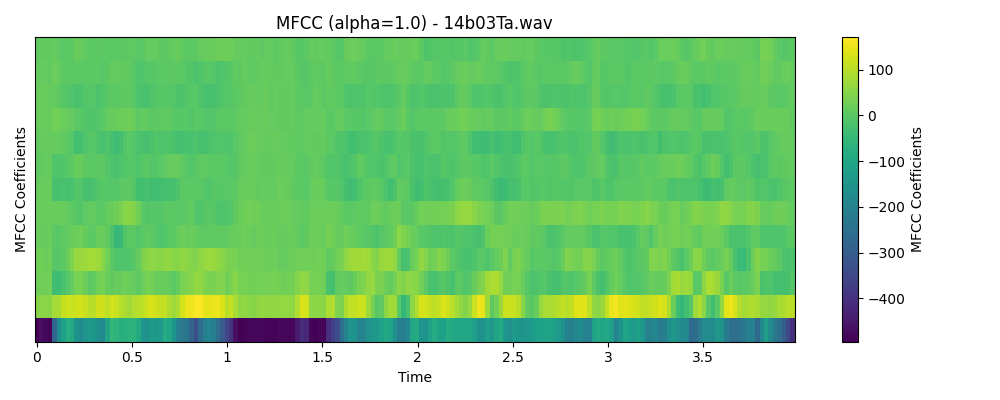 MFCC (alpha=1.0) - 14b03Ta.wav
MFCC Coefficients
0 0.5 1 1.5 2 2.5 3 3.5
Time
100
0
−100
−200
−300
−400
MFCC Coefficients